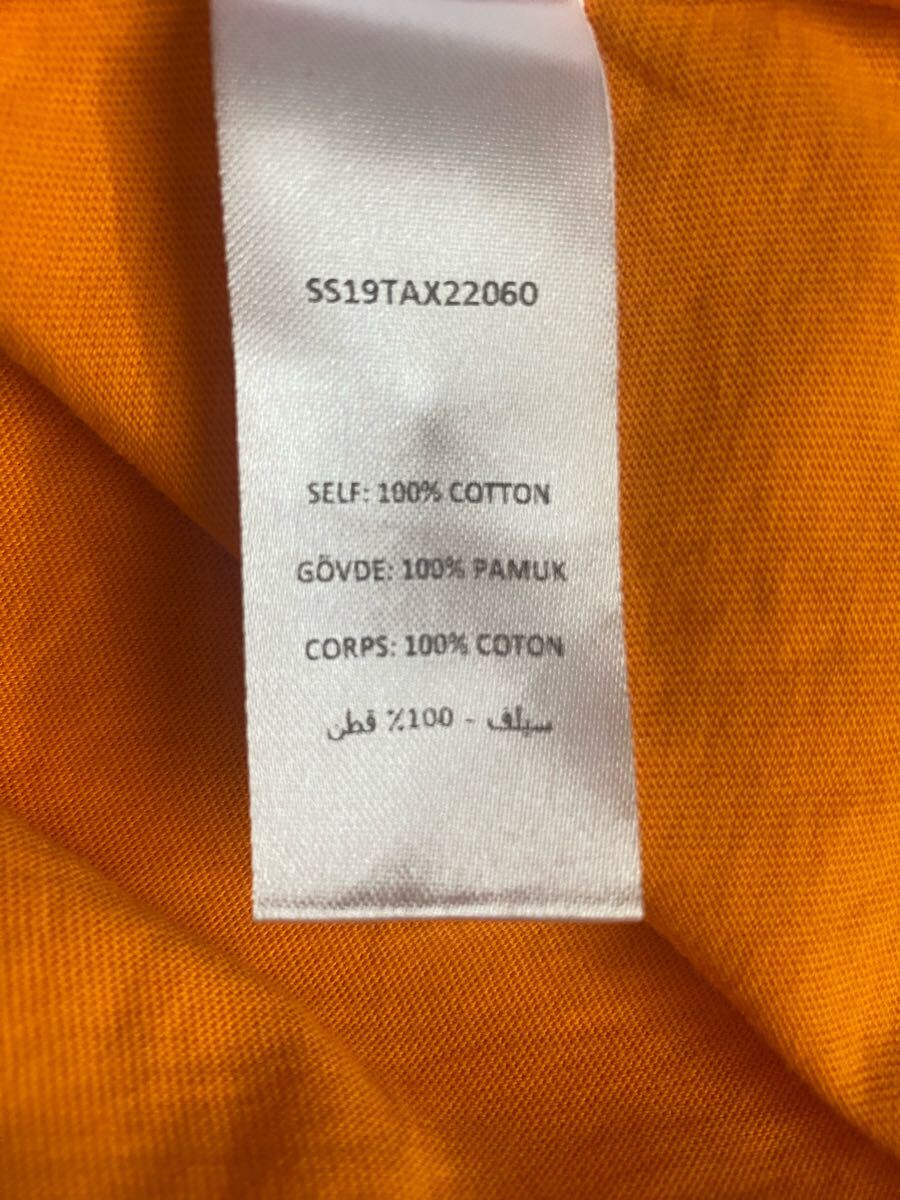 SS19TAX22060
SELF: 100% COTTON
GÖVDE: 100% PAMUK
CORPS: 100% COTON
سيلف - 100٪ قطن